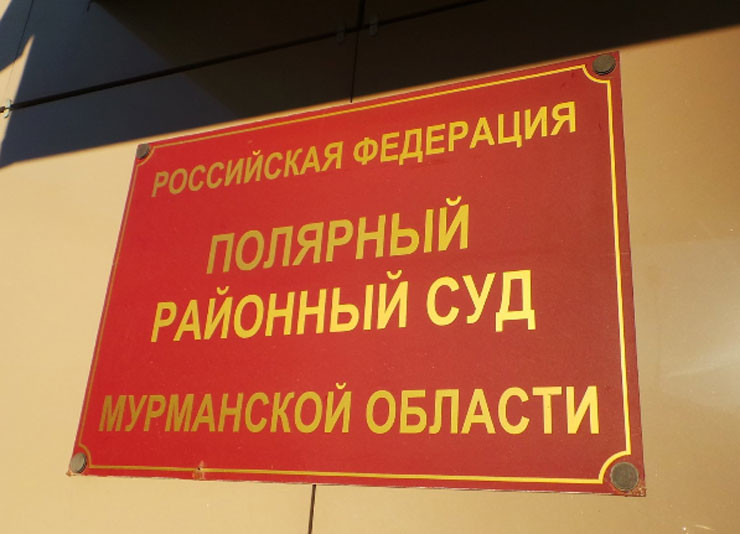 РОССИЙСКАЯ ФЕДЕРАЦИЯ
ПОЛЯРНЫЙ
РАЙОННЫЙ СУД
МУРМАНСКОЙ ОБЛАСТИ